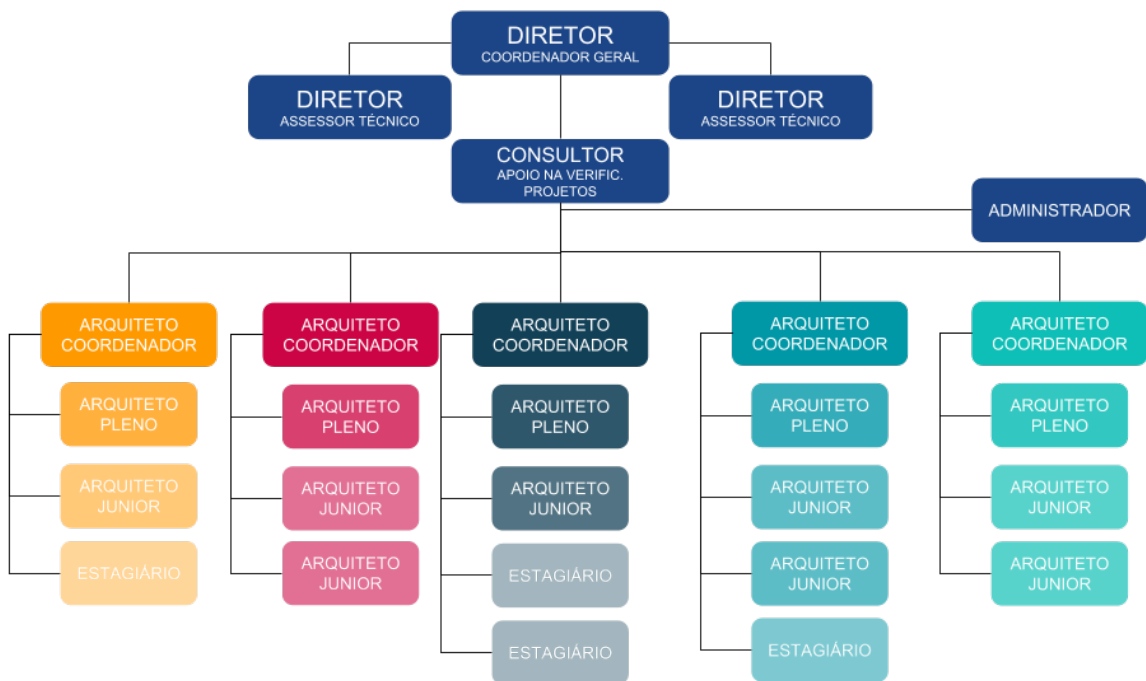 DIRETOR
COORDENADOR GERAL
DIRETOR
ASSESSOR TÉCNICO
DIRETOR
ASSESSOR TÉCNICO
CONSULTOR
APOIO NA VERIFIC.
PROJETOS
ADMINISTRADOR
ARQUITETO
COORDENADOR
ARQUITETO
PLENO
ARQUITETO
JUNIOR
ESTAGIÁRIO
ARQUITETO
COORDENADOR
ARQUITETO
PLENO
ARQUITETO
JUNIOR
ARQUITETO
JUNIOR
ARQUITETO
COORDENADOR
ARQUITETO
PLENO
ARQUITETO
JUNIOR
ESTAGIÁRIO
ESTAGIÁRIO
ARQUITETO
COORDENADOR
ARQUITETO
PLENO
ARQUITETO
JUNIOR
ARQUITETO
JUNIOR
ESTAGIÁRIO
ARQUITETO
COORDENADOR
ARQUITETO
PLENO
ARQUITETO
JUNIOR
ARQUITETO
JUNIOR